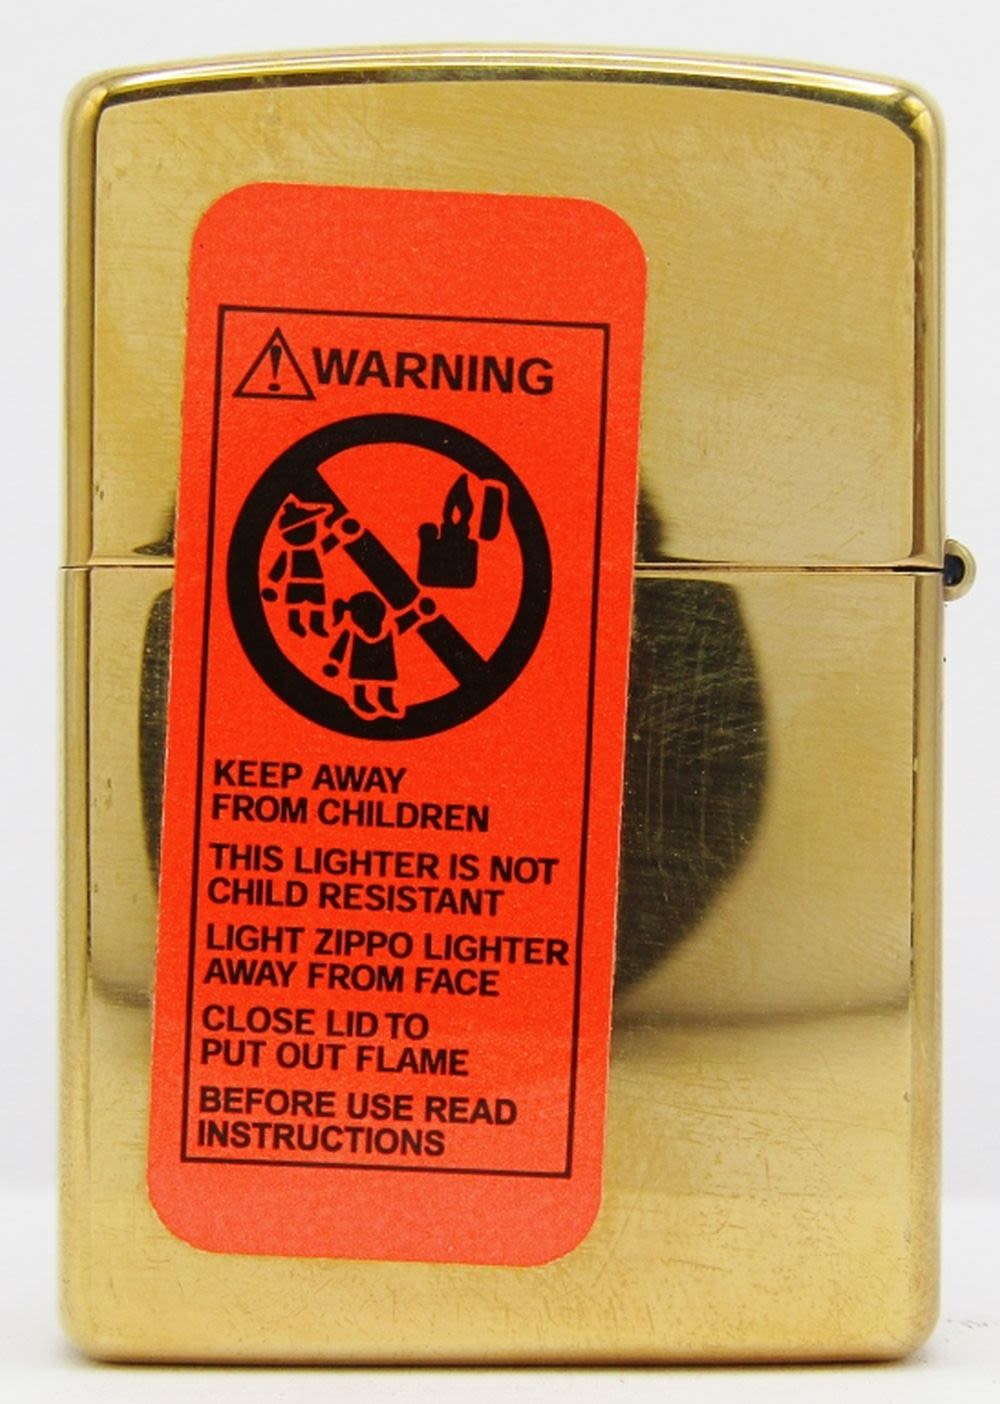 WARNING
KEEP AWAY
FROM CHILDREN
THIS LIGHTER IS NOT
CHILD RESISTANT
LIGHT ZIPPO LIGHTER
AWAY FROM FACE
CLOSE LID TO
PUT OUT FLAME
BEFORE USE READ
INSTRUCTIONS